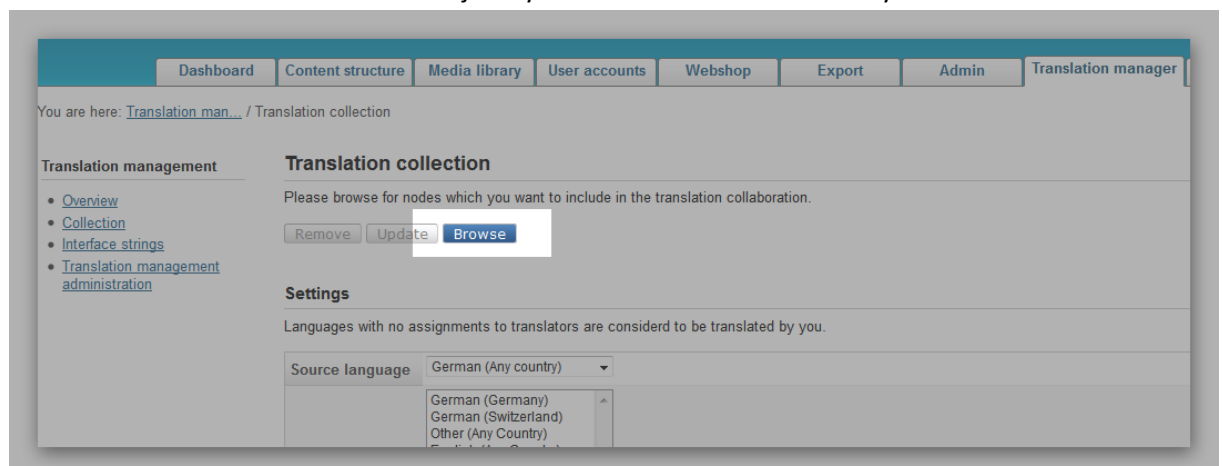 Dashboard Content structure Media library User accounts Webshop Export Admin Translation manager
You are here: Translation man... / Translation collection
Translation management
• Overview
• Collection
• Interface strings
• Translation management
administration
Translation collection
Please browse for nodes which you want to include in the translation collaboration.
Remove Update Browse
Settings
Languages with no assignments to translators are considerd to be translated by you.
Source language German (Any country)
German (Germany)
German (Switzerland)
Other (Any Country)